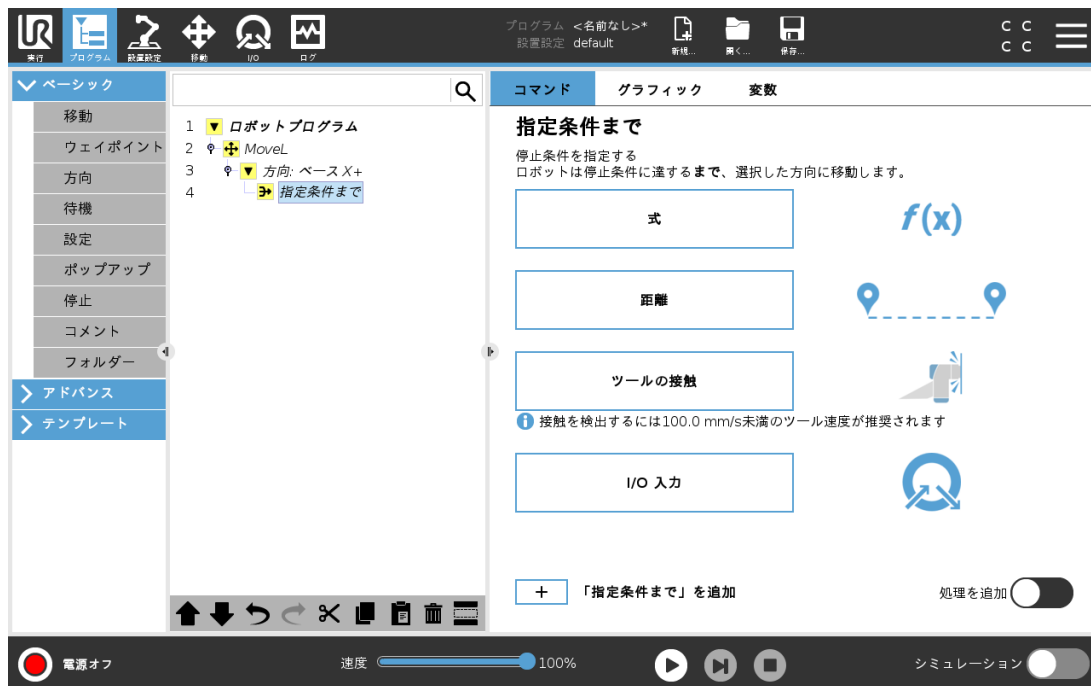 プログラム <名前なし>*
設置設定 default
C C
C C
実行
プログラム
設置設定
移動
I/O
ログ
新規...
開く...
保存...
ベーシック
移動
ウェイポイント
方向
待機
設定
ポップアップ
停止
コメント
フォルダー
アドバンス
テンプレート
1 ロボットプログラム
2 MoveL
3 方向: ベース X+
4 指定条件まで
コマンド
グラフィック
変数
指定条件まで
停止条件を指定する
ロボットは停止条件に達するまで、選択した方向に移動します。
式
f(x)
距離
ツールの接触
接触を検出するには100.0 mm/s未満のツール速度が推奨されます
I/O 入力
+ 「指定条件まで」を追加
処理を追加
電源オフ
速度
100%
シミュレーション